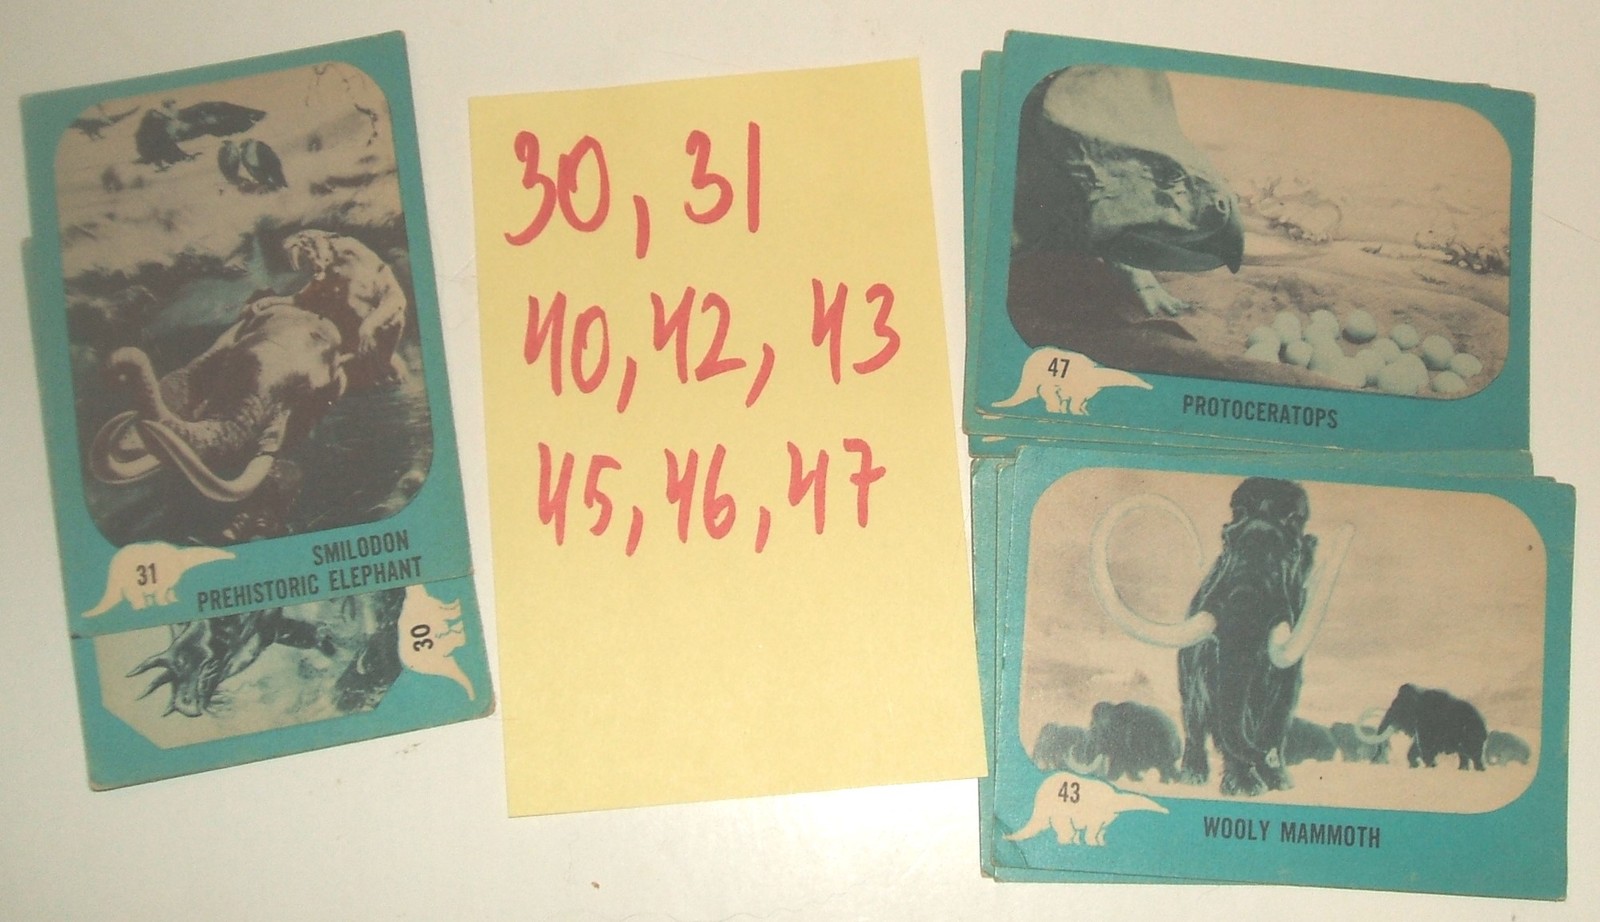 31
SMILODON
PREHISTORIC ELEPHANT
30
30, 31
40, 42, 43
45, 46, 47
47
PROTOCERATOPS
43
WOOLY MAMMOTH